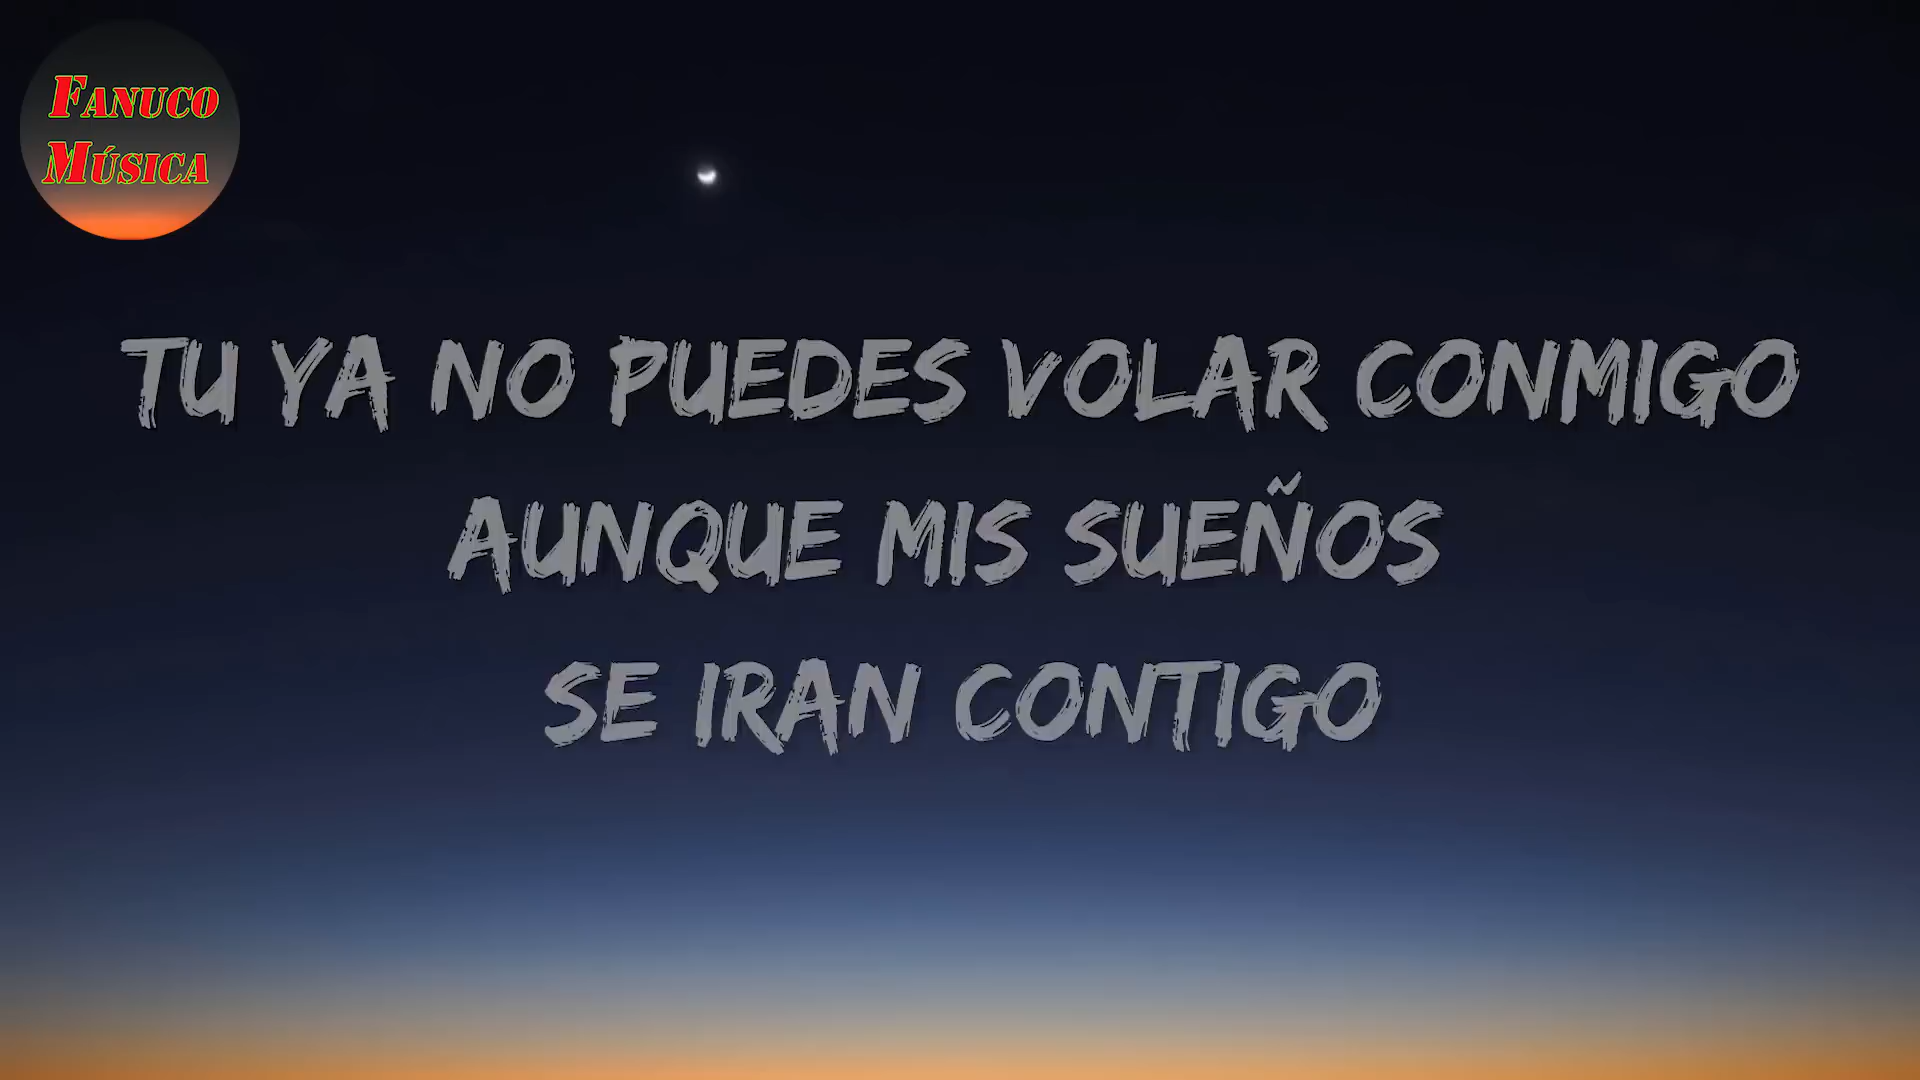 FANUCO
MÚSICA
TU YA NO PUEDES VOLAR CONMIGO
AUNQUE MIS SUEÑOS
SE IRAN CONTIGO